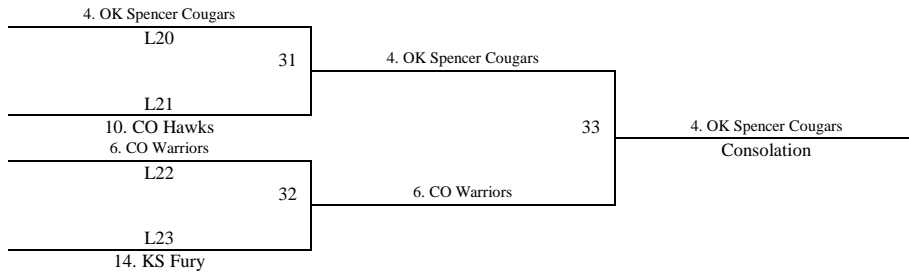 4. OK Spencer Cougars
L20
31
4. OK Spencer Cougars
L21
10. CO Hawks
33
4. OK Spencer Cougars
Consolation
6. CO Warriors
L22
32
6. CO Warriors
L23
14. KS Fury